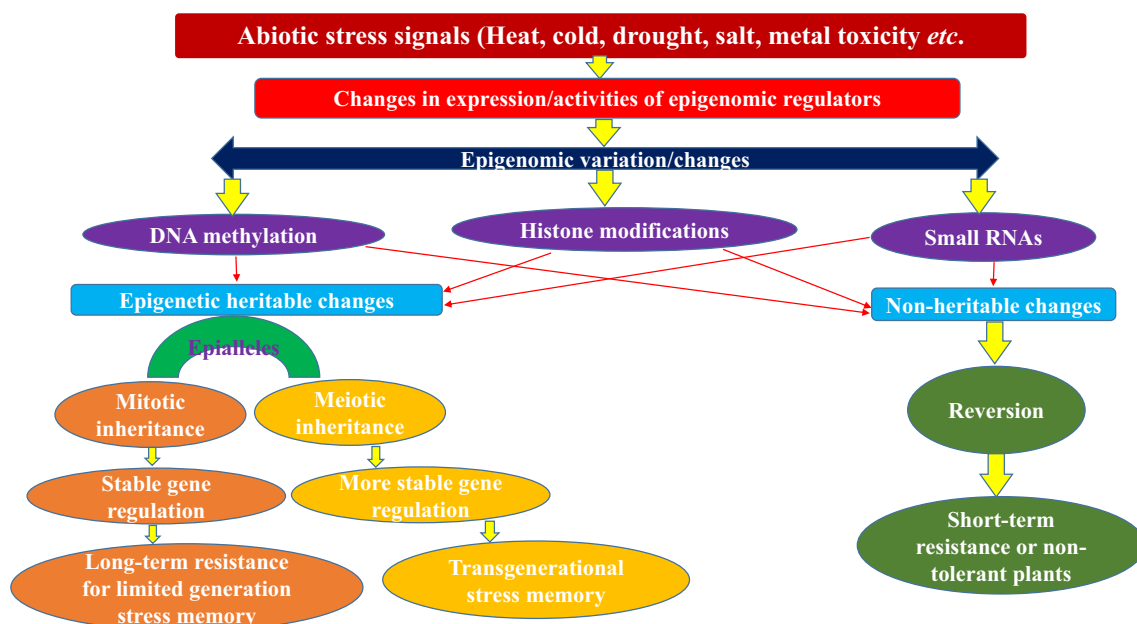 Abiotic stress signals (Heat, cold, drought, salt, metal toxicity etc.
Changes in expression/activities of epigenomic regulators
Epigenomic variation/changes
DNA methylation
Histone modifications
Small RNAs
Epigenetic heritable changes
Non-heritable changes
Epialleles
Mitotic
inheritance
Meiotic
inheritance
Reversion
Stable gene
regulation
More stable gene
regulation
Long-term resistance
for limited generation
stress memory
Transgenerational
stress memory
Short-term
resistance or non-
tolerant plants